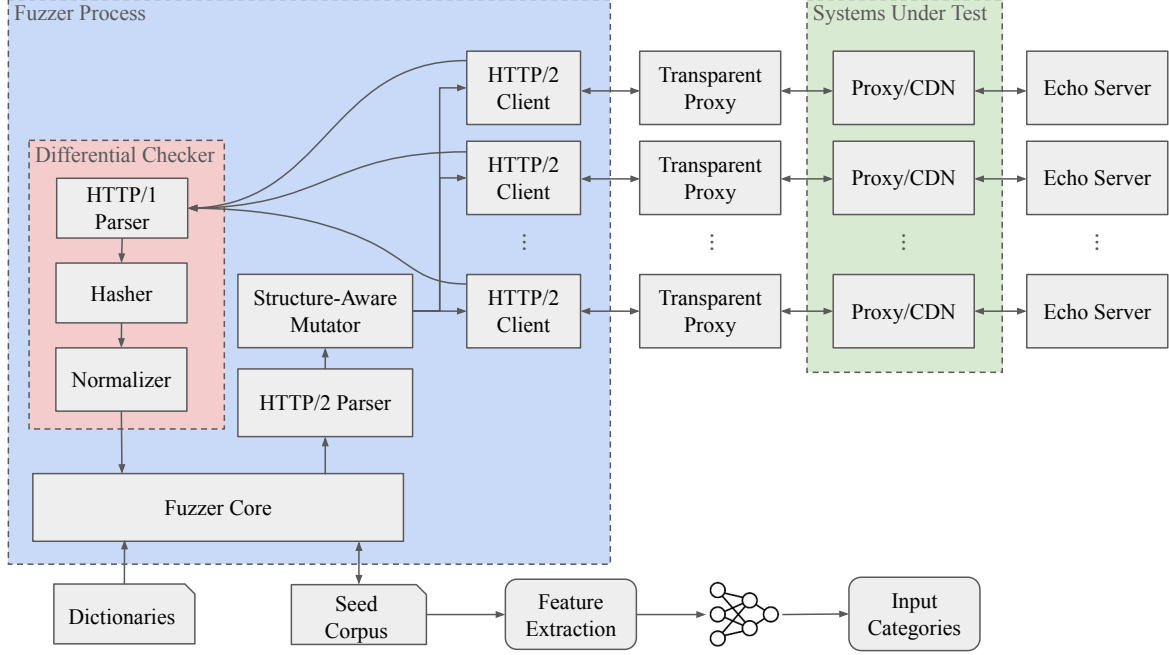 Fuzzer Process
Systems Under Test
HTTP/2
Client
Transparent
Proxy
Proxy/CDN
Echo Server
Differential Checker
HTTP/1
Parser
HTTP/2
Client
Transparent
Proxy
Proxy/CDN
Echo Server
Hasher
Structure-Aware
Mutator
HTTP/2
Client
Transparent
Proxy
Proxy/CDN
Echo Server
Normalizer
HTTP/2 Parser
Fuzzer Core
Dictionaries
Seed
Corpus
Feature
Extraction
Input
Categories